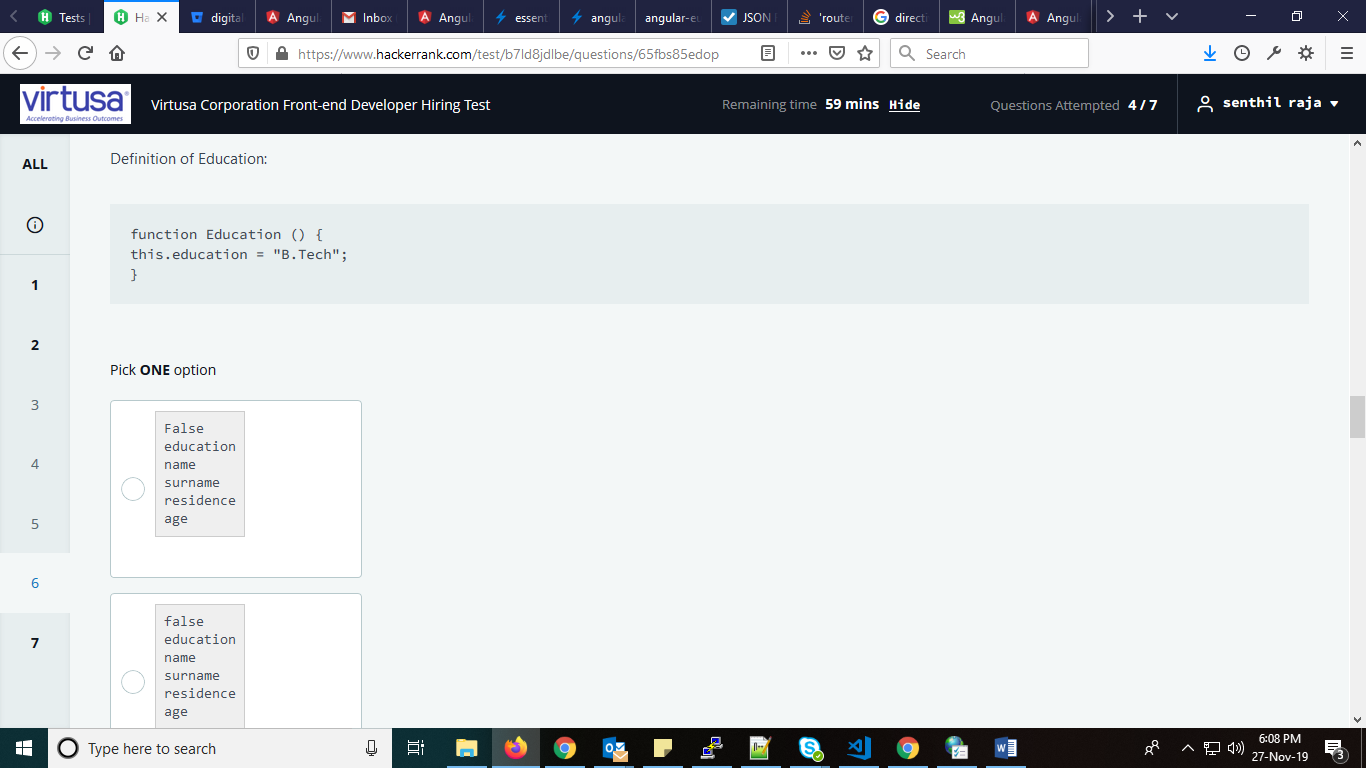 Tests
Ha
digita
Angul
Inbox
Angul
essent
angula
angular-eu
JSON
'route
directi
Angul
Angul
https://www.hackerrank.com/test/b7ld8jdlbe/questions/65fbs85edop
Search
virtusa
Accelerating Business Outcomes
Virtusa Corporation Front-end Developer Hiring Test
Remaining time 59 mins Hide
Questions Attempted 4 / 7
senthil raja
ALL
1
2
3
4
5
6
7
Definition of Education:
function Education () {
this.education = "B.Tech";
}
Pick ONE option
False
education
name
surname
residence
age
false
education
name
surname
residence
age
Type here to search
6:08 PM
27-Nov-19
3